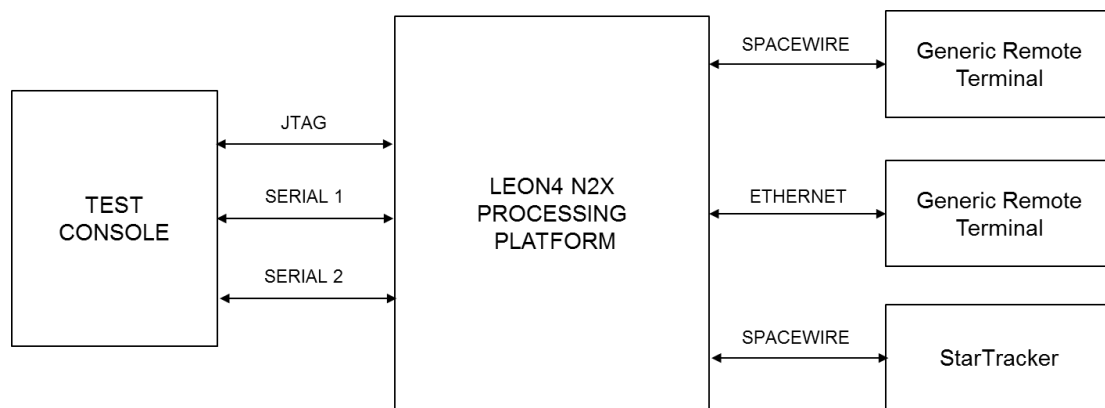 TEST
CONSOLE
JTAG
SERIAL 1
SERIAL 2
LEON4 N2X
PROCESSING
PLATFORM
SPACEWIRE
Generic Remote
Terminal
ETHERNET
Generic Remote
Terminal
SPACEWIRE
StarTracker